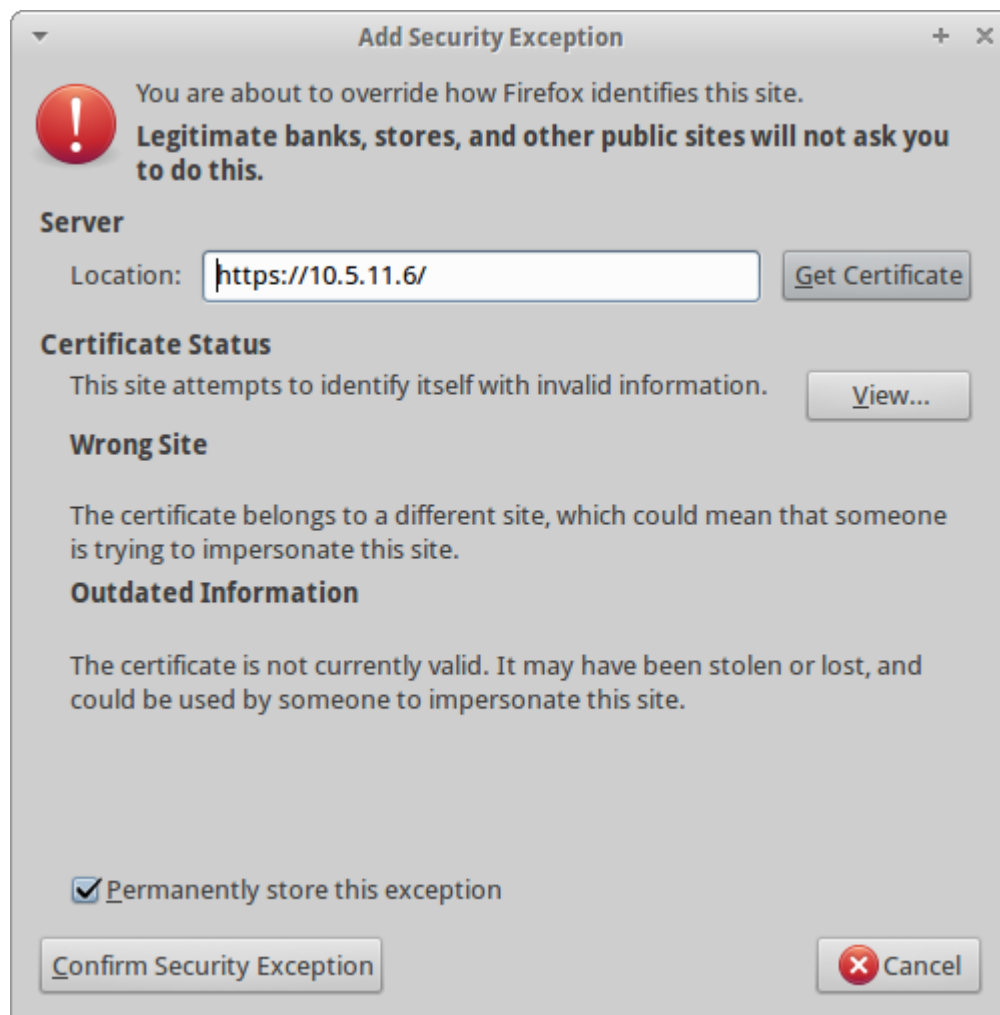 Add Security Exception
You are about to override how Firefox identifies this site.
Legitimate banks, stores, and other public sites will not ask you
to do this.
Server
Location: https://10.5.11.6/ Get Certificate
Certificate Status
This site attempts to identify itself with invalid information. View...
Wrong Site
The certificate belongs to a different site, which could mean that someone
is trying to impersonate this site.
Outdated Information
The certificate is not currently valid. It may have been stolen or lost, and
could be used by someone to impersonate this site.
Permanently store this exception
Confirm Security Exception Cancel